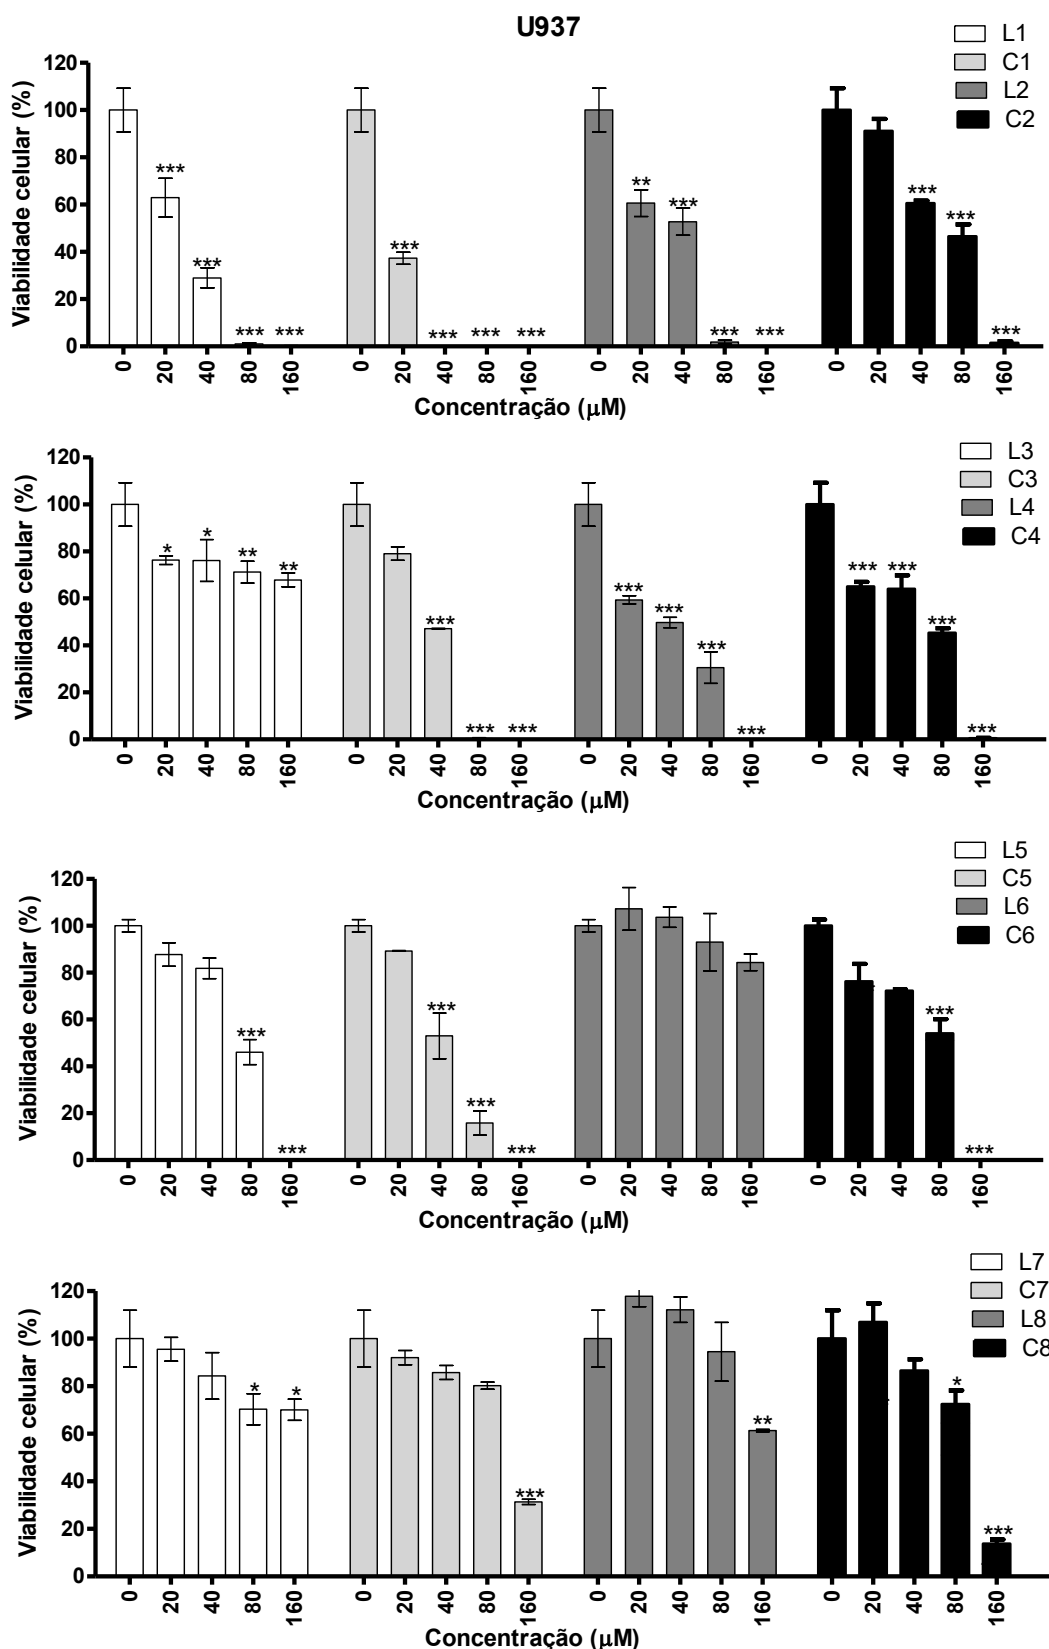 U937
L1
C1
L2
C2
Viabilidade celular (%)
120
100
80
60
40
20
0
*** *** *** ***
*** *** *** ***
** *** *** ***
*** *** ***
0 20 40 80 160 0 20 40 80 160 0 20 40 80 160 0 20 40 80 160
Concentração (µM)
L3
C3
L4
C4
Viabilidade celular (%)
120
100
80
60
40
20
0
* * ** **
*** *** ***
*** *** *** ***
*** *** *** ***
0 20 40 80 160 0 20 40 80 160 0 20 40 80 160 0 20 40 80 160
Concentração (µM)
L5
C5
L6
C6
Viabilidade celular (%)
120
100
80
60
40
20
0
*** ***
*** *** ***
*** ***
0 20 40 80 160 0 20 40 80 160 0 20 40 80 160 0 20 40 80 160
Concentração (µM)
L7
C7
L8
C8
Viabilidade celular (%)
120
100
80
60
40
20
0
* *
***
**
* ***
0 20 40 80 160 0 20 40 80 160 0 20 40 80 160 0 20 40 80 160
Concentração (µM)